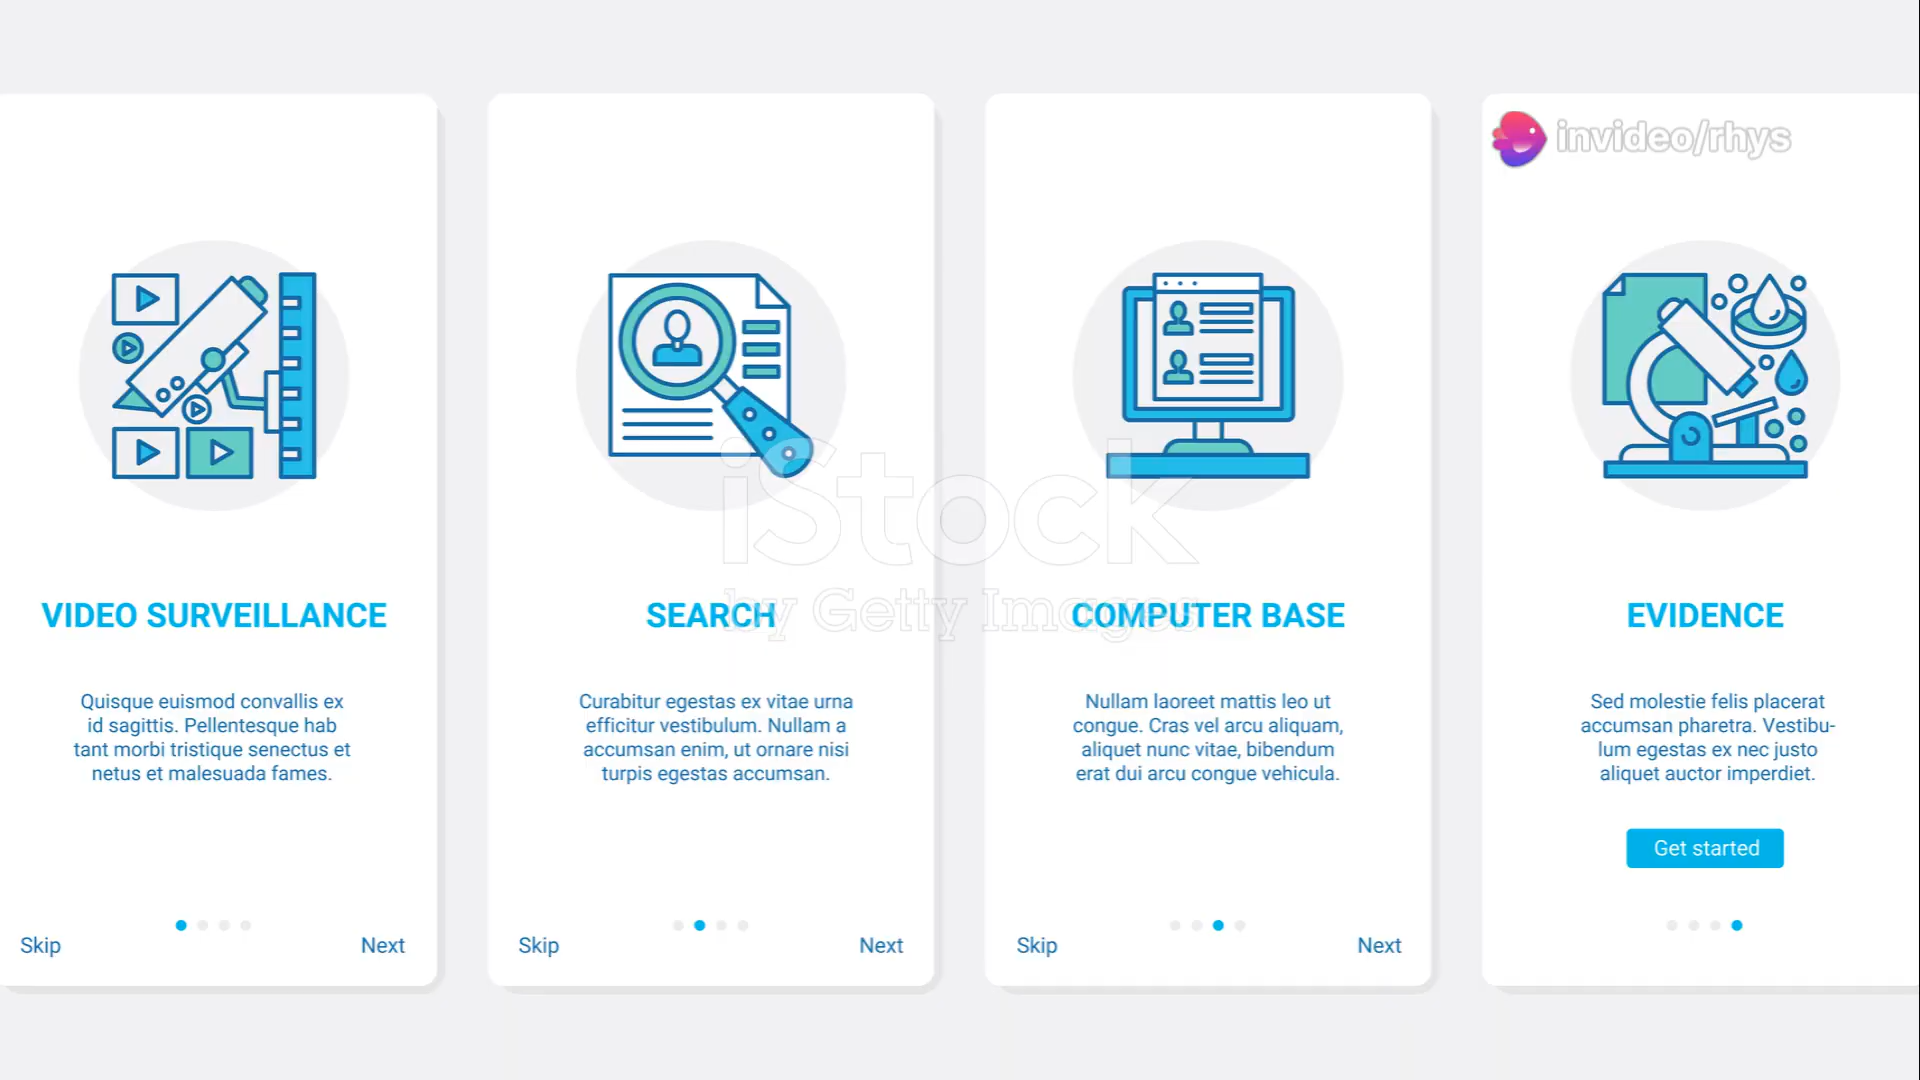 invideo/rhys
iStock
by Getty Images
VIDEO SURVEILLANCE
Quisque euismod convallis ex
id sagittis. Pellentesque hab
tant morbi tristique senectus et
netus et malesuada fames.
Skip
Next
SEARCH
Curabitur egestas ex vitae urna
efficitur vestibulum. Nullam a
accumsan enim, ut ornare nisi
turpis egestas accumsan.
Skip
Next
COMPUTER BASE
Nullam laoreet mattis leo ut
congue. Cras vel arcu aliquam,
aliquet nunc vitae, bibendum
erat dui arcu congue vehicula.
Skip
Next
EVIDENCE
Sed molestie felis placerat
accumsan pharetra. Vestibu-
lum egestas ex nec justo
aliquet auctor imperdiet.
Get started